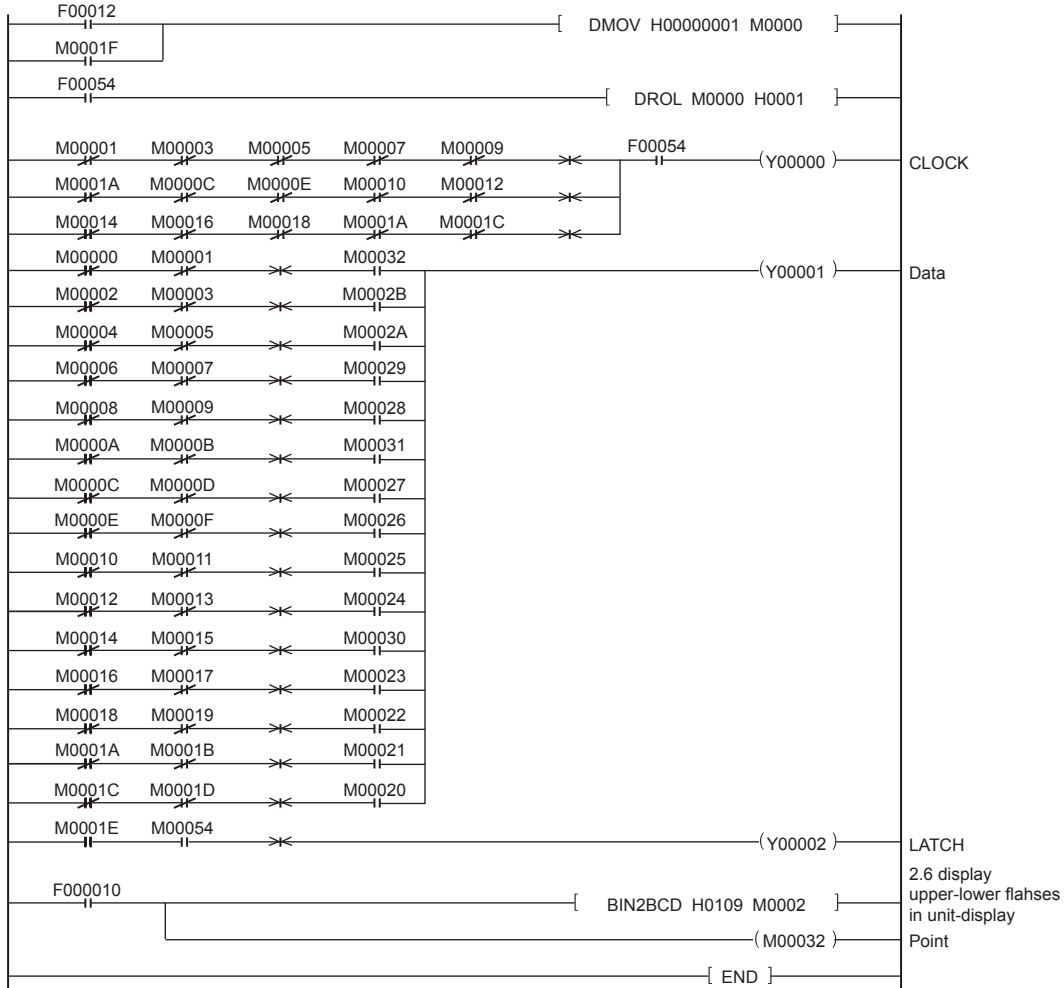 F00012
DMOV H00000001 M0000
M0001F
F00054
DROL M0000 H0001
M00001 M00003 M00005 M00007 M00009 F00054
(Y00000) CLOCK
M0001A M0000C M0000E M00010 M00012
M00014 M00016 M00018 M0001A M0001C
M00000 M00001 M00032
(Y00001) Data
M00002 M00003 M0002B
M00004 M00005 M0002A
M00006 M00007 M00029
M00008 M00009 M00028
M0000A M0000B M00031
M0000C M0000D M00027
M0000E M0000F M00026
M00010 M00011 M00025
M00012 M00013 M00024
M00014 M00015 M00030
M00016 M00017 M00023
M00018 M00019 M00022
M0001A M0001B M00021
M0001C M0001D M00020
M0001E M00054
(Y00002) LATCH
2.6 display
upper-lower flahses
in unit-display
F000010
BIN2BCD H0109 M0002
(M00032) Point
[ END ]